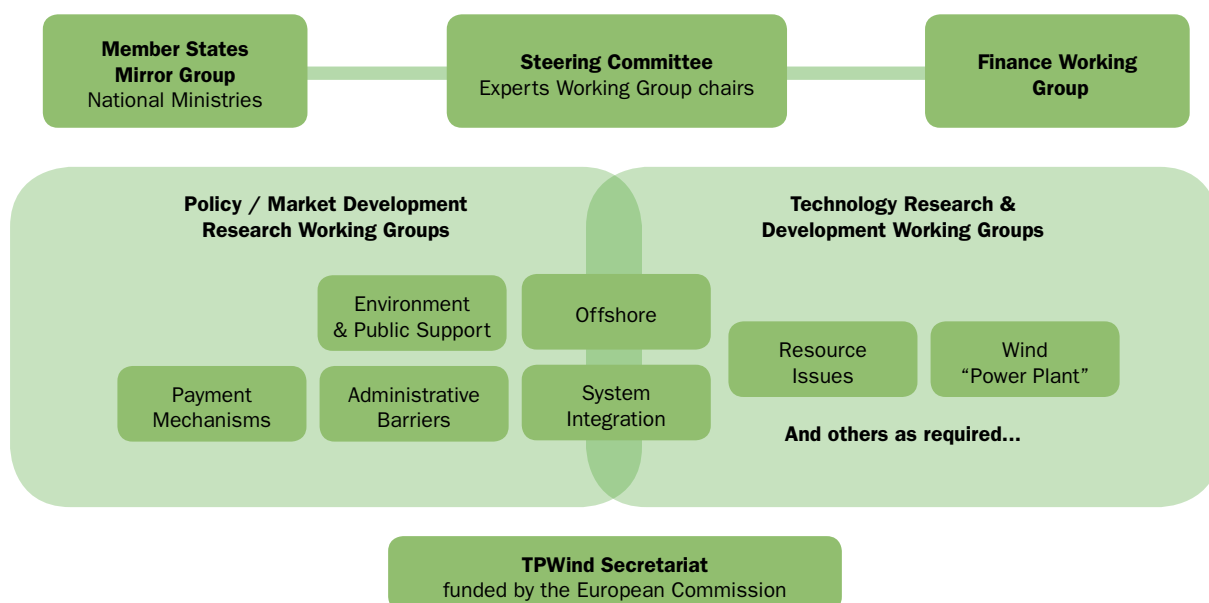 Member States
Mirror Group
National Ministries
Steering Committee
Experts Working Group chairs
Finance Working
Group
Policy / Market Development
Research Working Groups
Technology Research &
Development Working Groups
Environment
& Public Support
Offshore
Resource
Issues
Wind
“Power Plant”
Payment
Mechanisms
Administrative
Barriers
System
Integration
And others as required...
TPWind Secretariat
funded by the European Commission